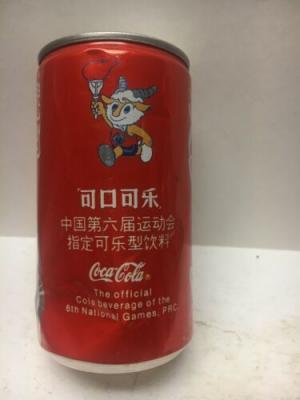 "可口可乐"
中国第六届运动会
指定可乐型饮料
Coca-Cola®
The official
Cola beverage of the
6th National Games, PRC